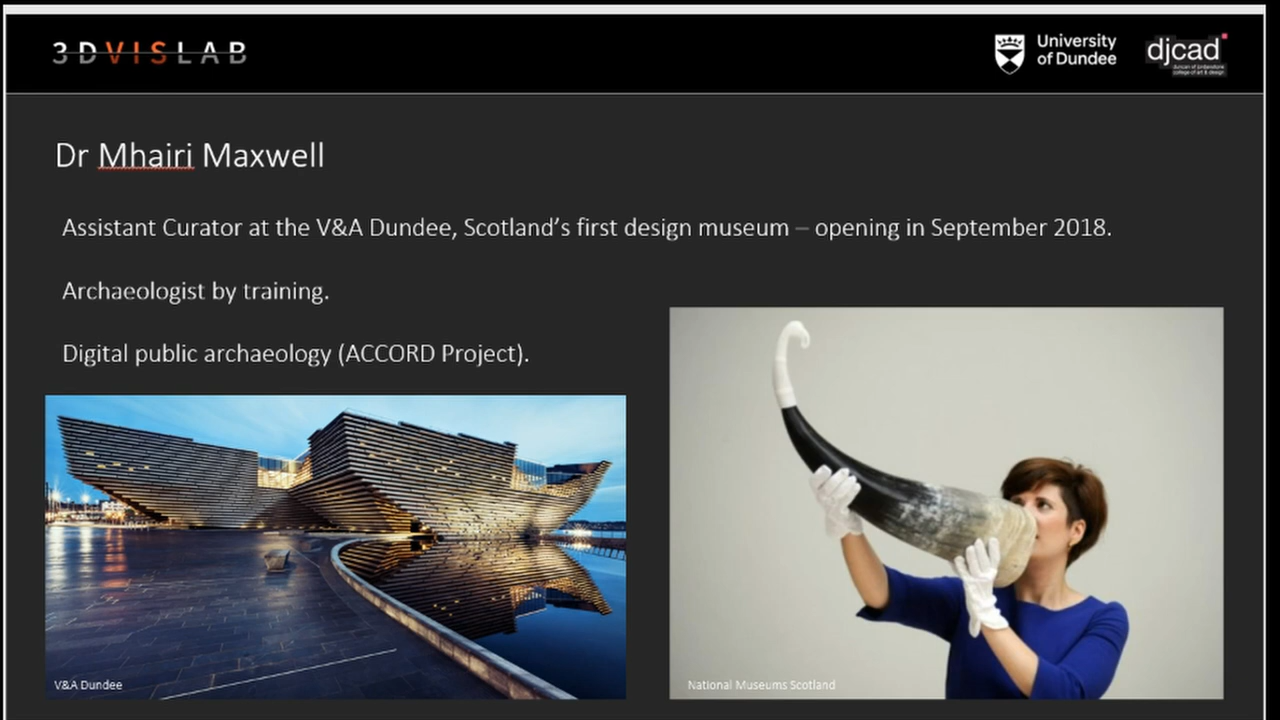 3DVISLAB
University
of Dundee
djcad
duncan of jordanstone
college of art & design
Dr Mhairi Maxwell
Assistant Curator at the V&A Dundee, Scotland’s first design museum – opening in September 2018.
Archaeologist by training.
Digital public archaeology (ACCORD Project).
V&A Dundee
National Museums Scotland